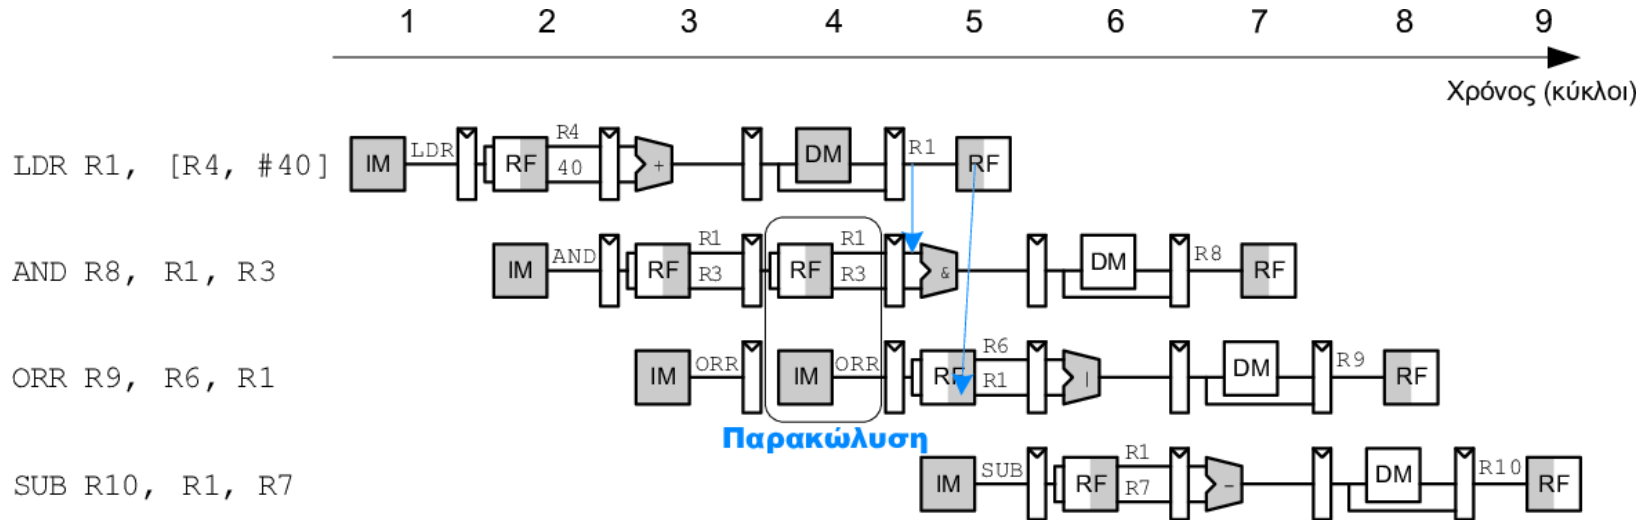 1 2 3 4 5 6 7 8 9
Χρόνος (κύκλοι)
LDR R1, [R4, #40] IM LDR RF R4 40 + DM R1 RF
AND R8, R1, R3 IM AND RF R1 R3 RF R1 R3 & DM R8 RF
ORR R9, R6, R1 IM ORR IM ORR RF R6 R1 | DM R9 RF
Παρακώλυση
SUB R10, R1, R7 IM SUB RF R1 R7 - DM R10 RF